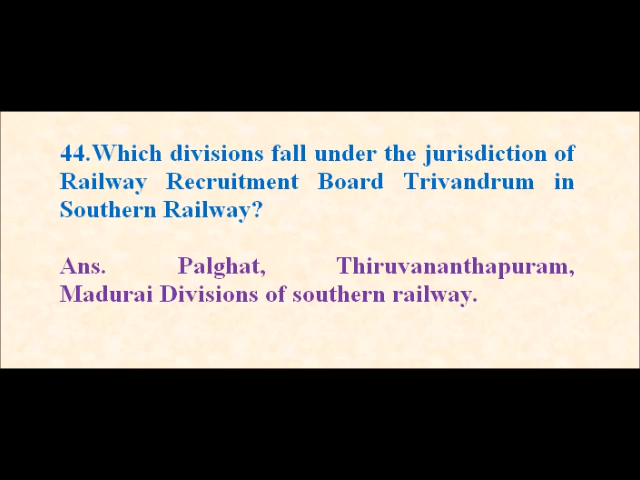 44.Which divisions fall under the jurisdiction of
Railway Recruitment Board Trivandrum in
Southern Railway?
Ans. Palghat, Thiruvananthapuram,
Madurai Divisions of southern railway.